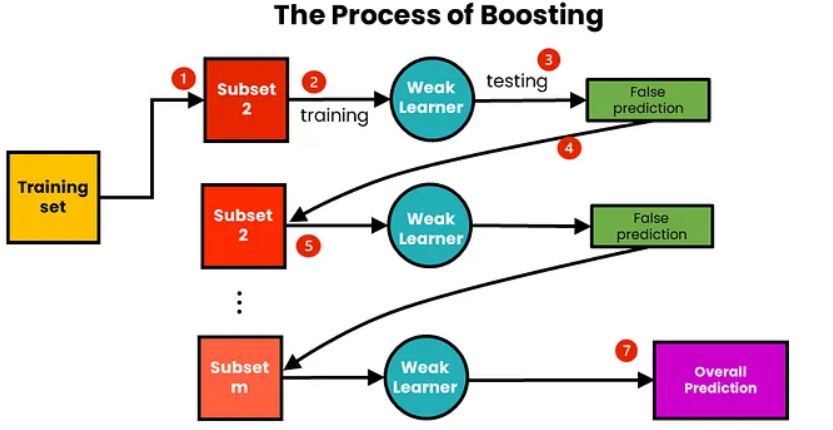 The Process of Boosting
1
Subset
2
2
training
Weak
Learner
3
testing
False
prediction
4
Training
set
Subset
2
5
Weak
Learner
False
prediction
Subset
m
Weak
Learner
7
Overall
Prediction